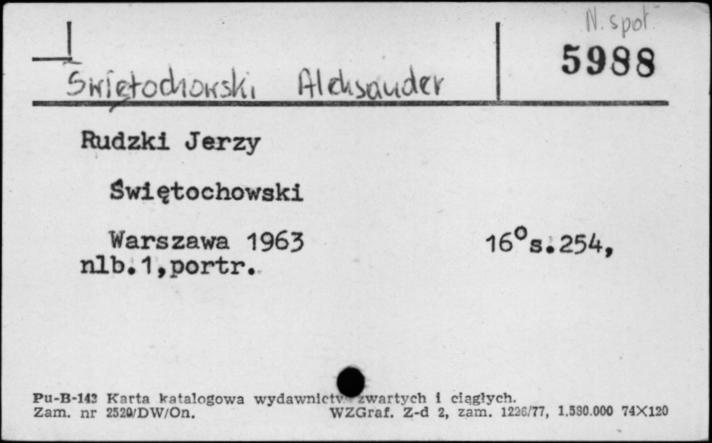 N. społ
5988
Świętochowski Aleksander
Rudzki Jerzy
Świętochowski
Warszawa 1963 16° s.254,
nlb.1,portr.
Pu-B-143 Karta katalogowa wydawnictw zwartych i ciągłych.
Zam. nr 2520/DW/On. WZGraf. Z-d 2, zam. 1226/77, 1.580.000 74X120